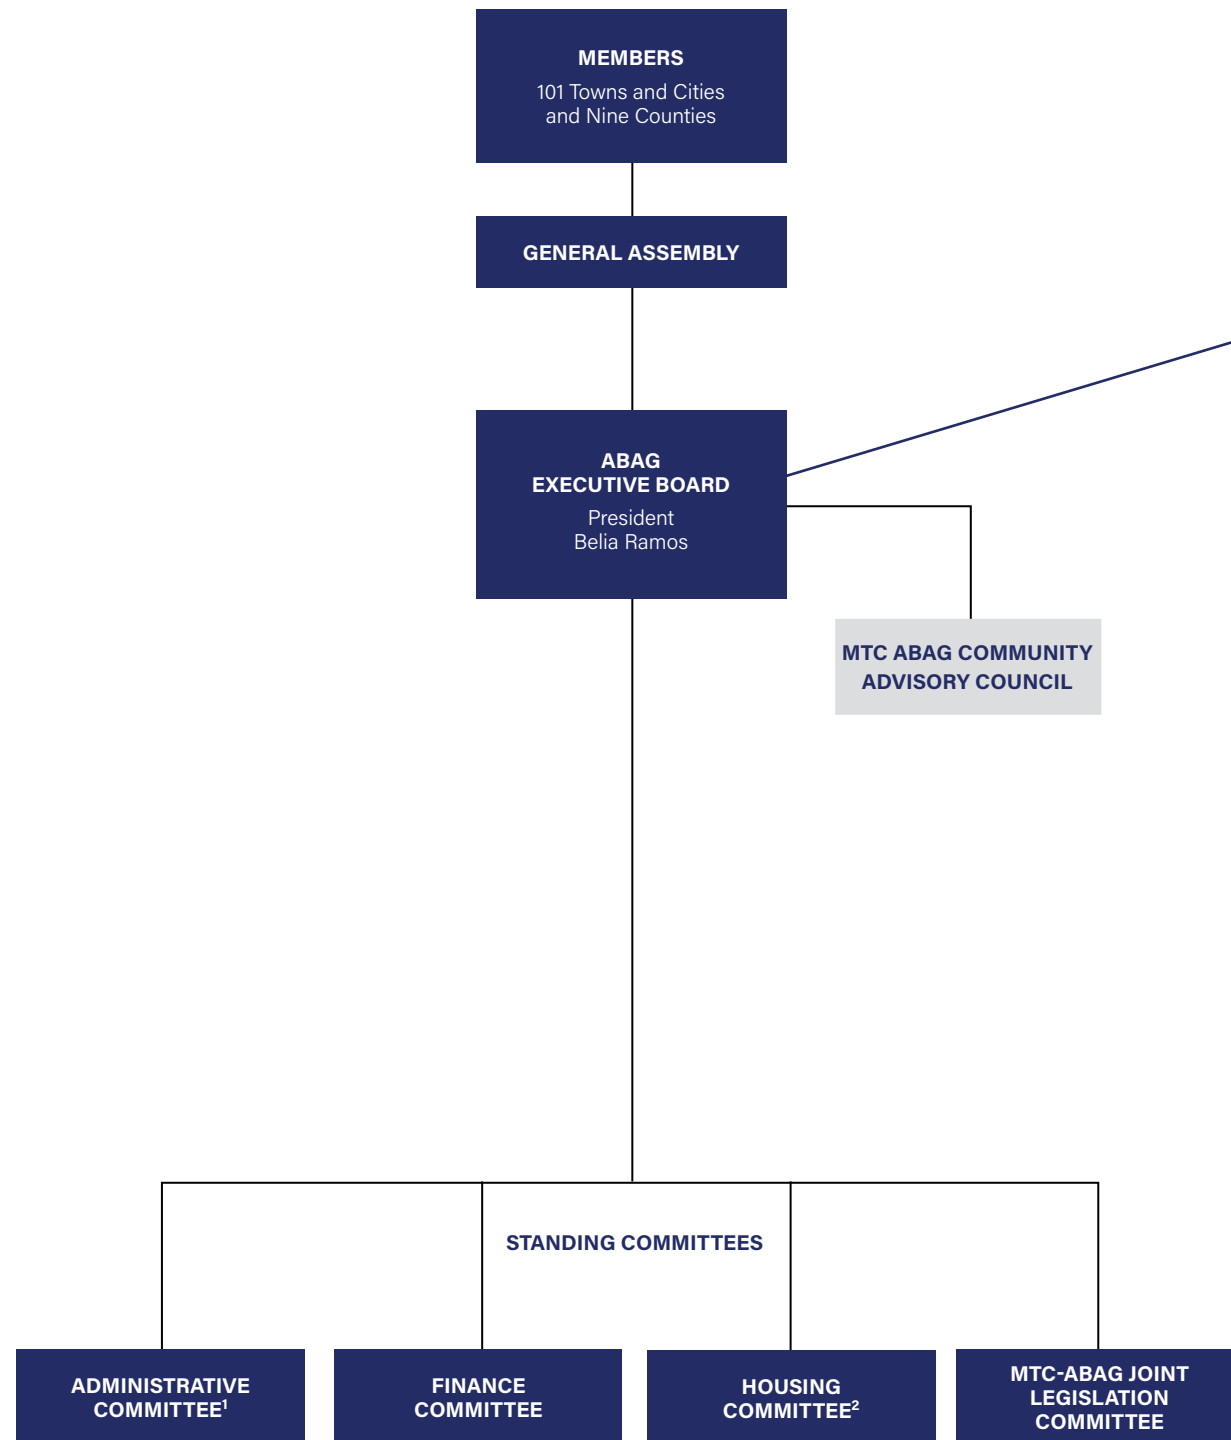 MEMBERS
101 Towns and Cities
and Nine Counties
GENERAL ASSEMBLY
ABAG
EXECUTIVE BOARD
President
Belia Ramos
MTC ABAG COMMUNITY
ADVISORY COUNCIL
STANDING COMMITTEES
ADMINISTRATIVE
COMMITTEE¹
FINANCE
COMMITTEE
HOUSING
COMMITTEE²
MTC-ABAG JOINT
LEGISLATION
COMMITTEE